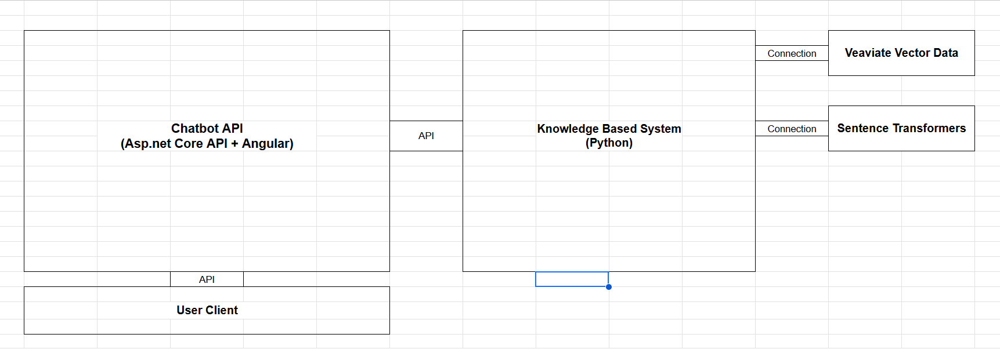 Connection
Veaviate Vector Data
Chatbot API
(Asp.net Core API + Angular)
API
Knowledge Based System
(Python)
Connection
Sentence Transformers
API
User Client